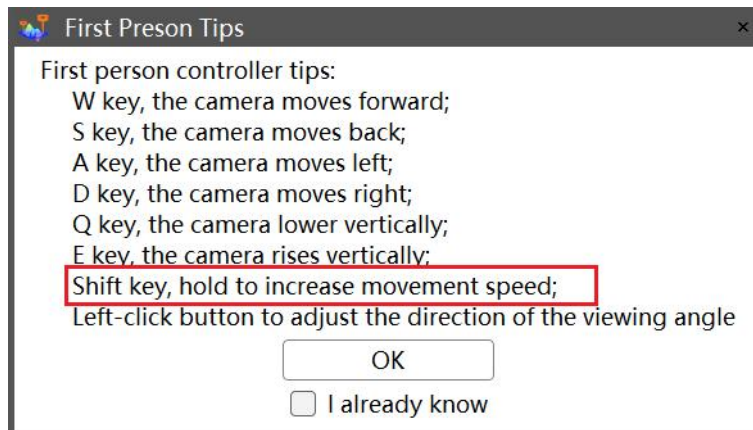 First Preson Tips
×
First person controller tips:
W key, the camera moves forward;
S key, the camera moves back;
A key, the camera moves left;
D key, the camera moves right;
Q key, the camera lower vertically;
E key, the camera rises vertically;
Shift key, hold to increase movement speed;
Left-click button to adjust the direction of the viewing angle
OK
I already know